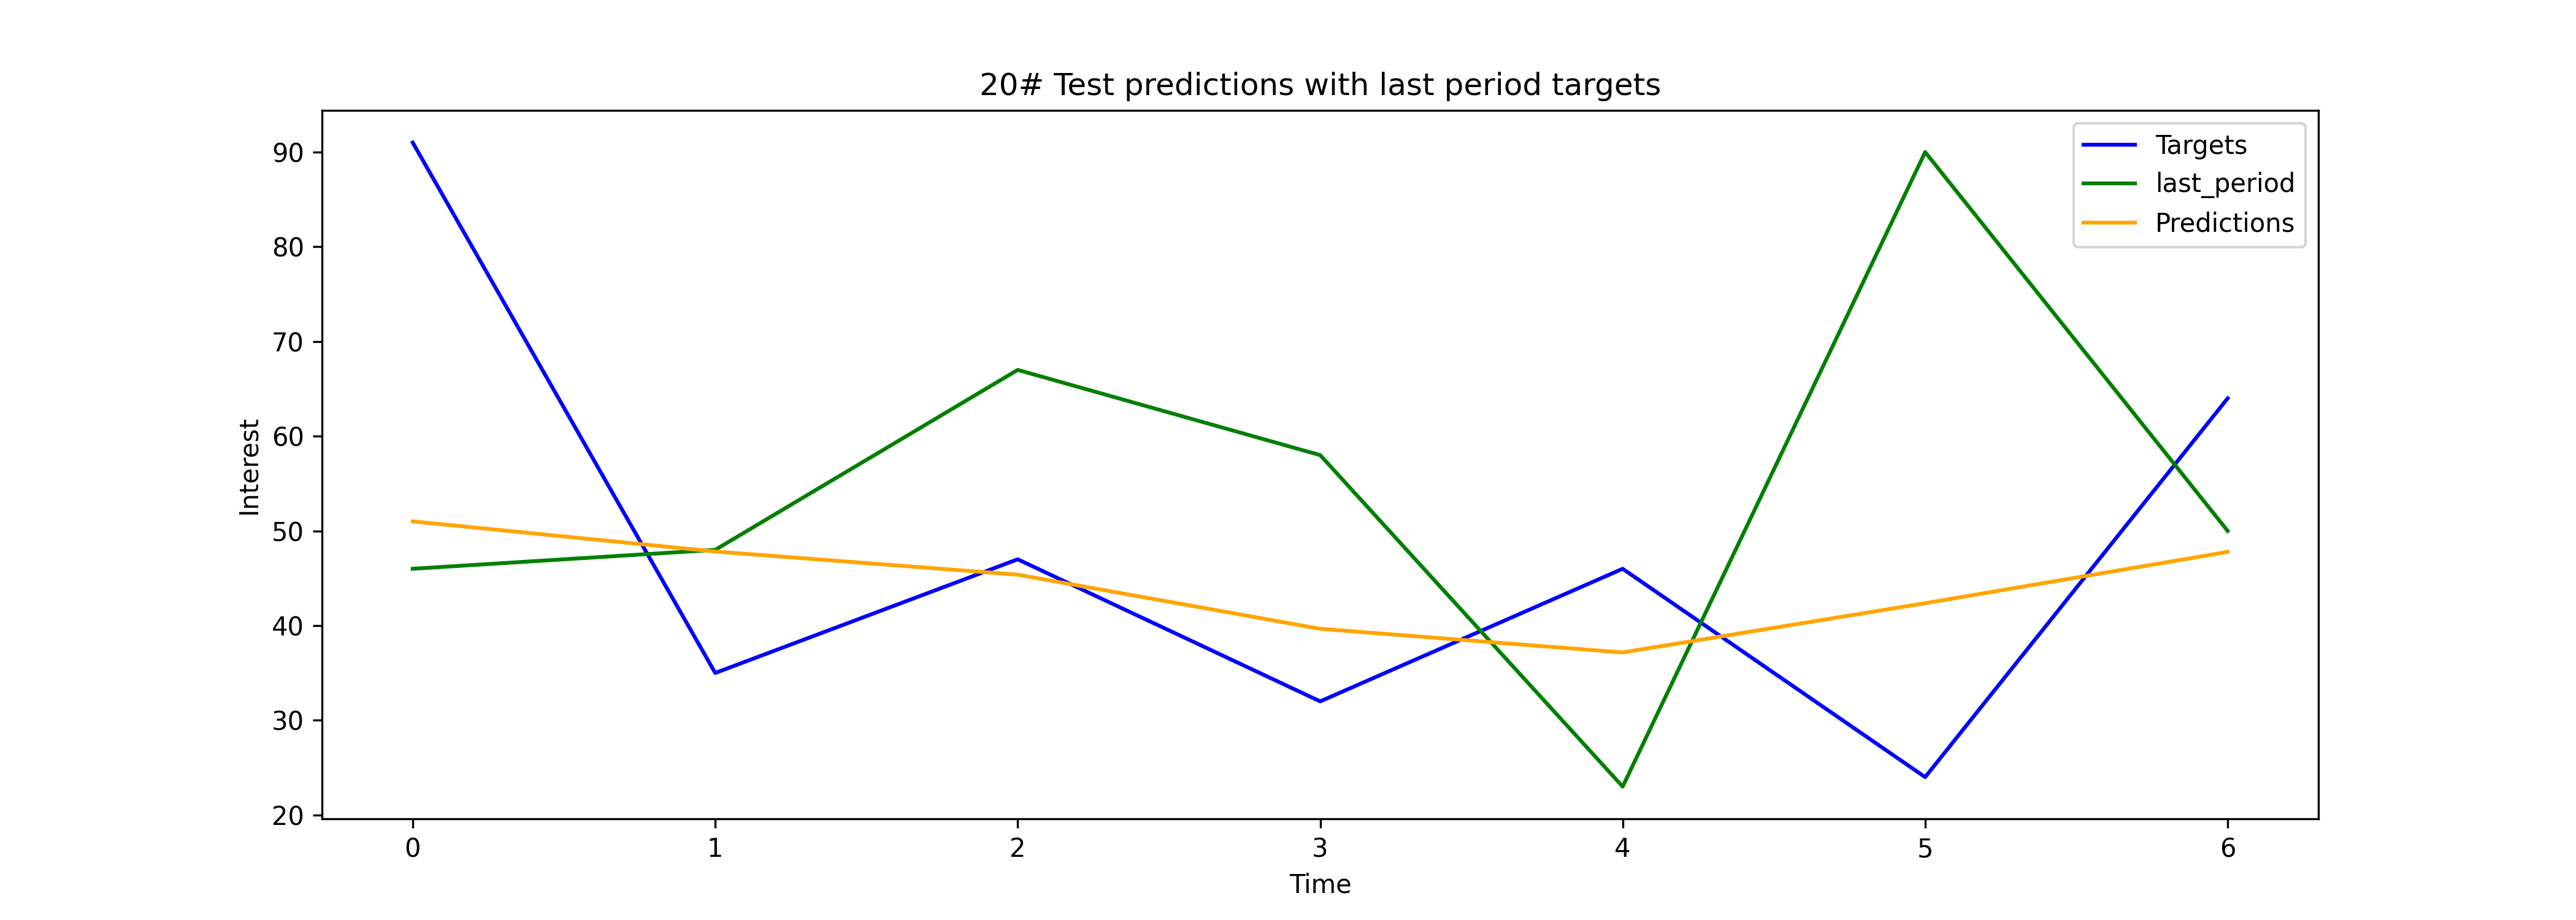 20# Test predictions with last period targets
Targets
last_period
Predictions
90
80
70
60
50
40
30
20
Interest
0 1 2 3 4 5 6
Time